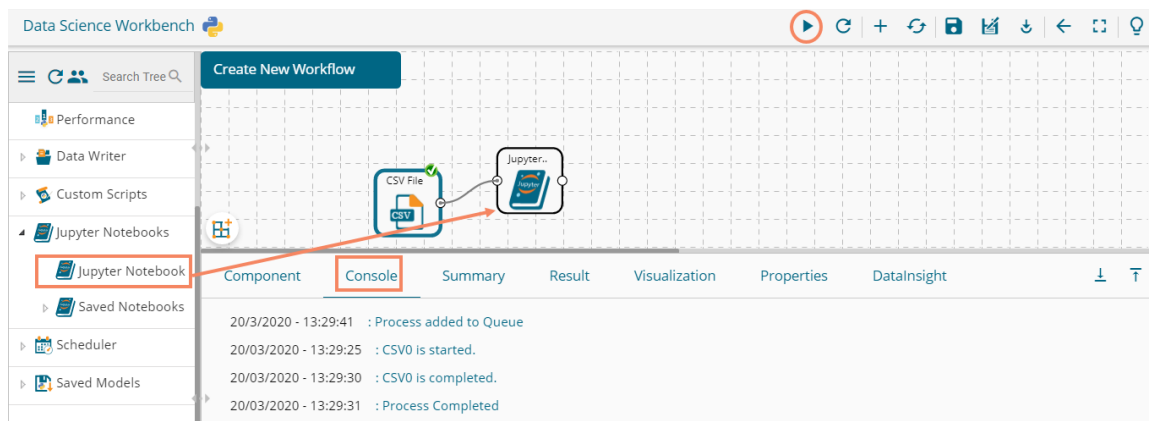 Data Science Workbench
Search Tree
Performance
Data Writer
Custom Scripts
Jupyter Notebooks
Jupyter Notebook
Saved Notebooks
Scheduler
Saved Models
Create New Workflow
CSV File
CSV
Jupyter..
Jupyter
Component Console Summary Result Visualization Properties DataInsight
20/3/2020 - 13:29:41 : Process added to Queue
20/03/2020 - 13:29:25 : CSV0 is started.
20/03/2020 - 13:29:30 : CSV0 is completed.
20/03/2020 - 13:29:31 : Process Completed